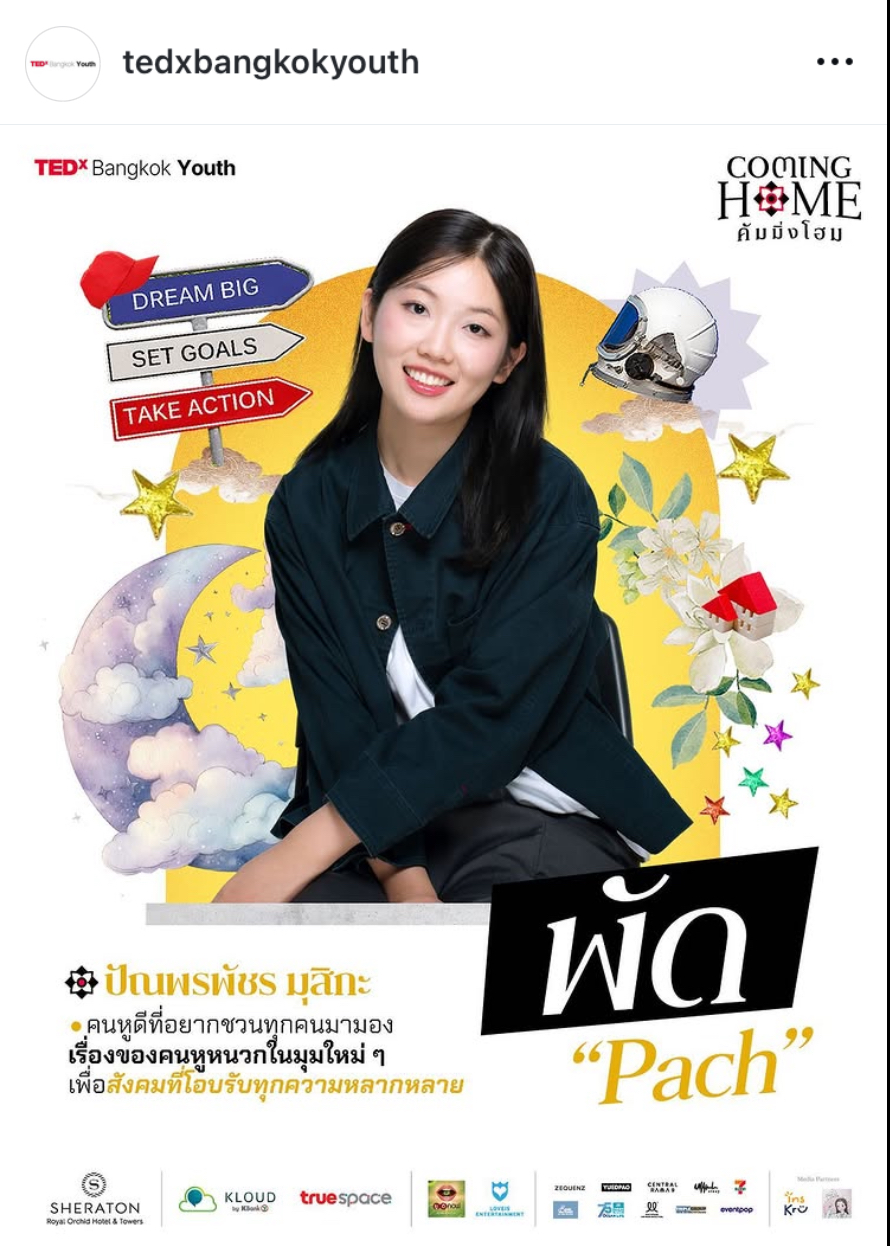 tedxbangkokyouth
TEDx Bangkok Youth
COMING
HOME
คัมมิ่งโฮม
DREAM BIG
SET GOALS
TAKE ACTION
พัด
"Pach"
ปัณพรพัชร มุสิกะ
• คนหูดีที่อยากชวนทุกคนมามอง
เรื่องของคนหูหนวกในมุมใหม่ ๆ
เพื่อสังคมที่โอบรับทุกความหลากหลาย
SHERATON
Royal Orchid Hotel & Towers
KLOUD
by KBank
truespace
LOVEIS
ENTERTAINMENT
ZEQUENZ
YUEDPAO
CENTRAL
RAMA 9
eventpop
Media Partners